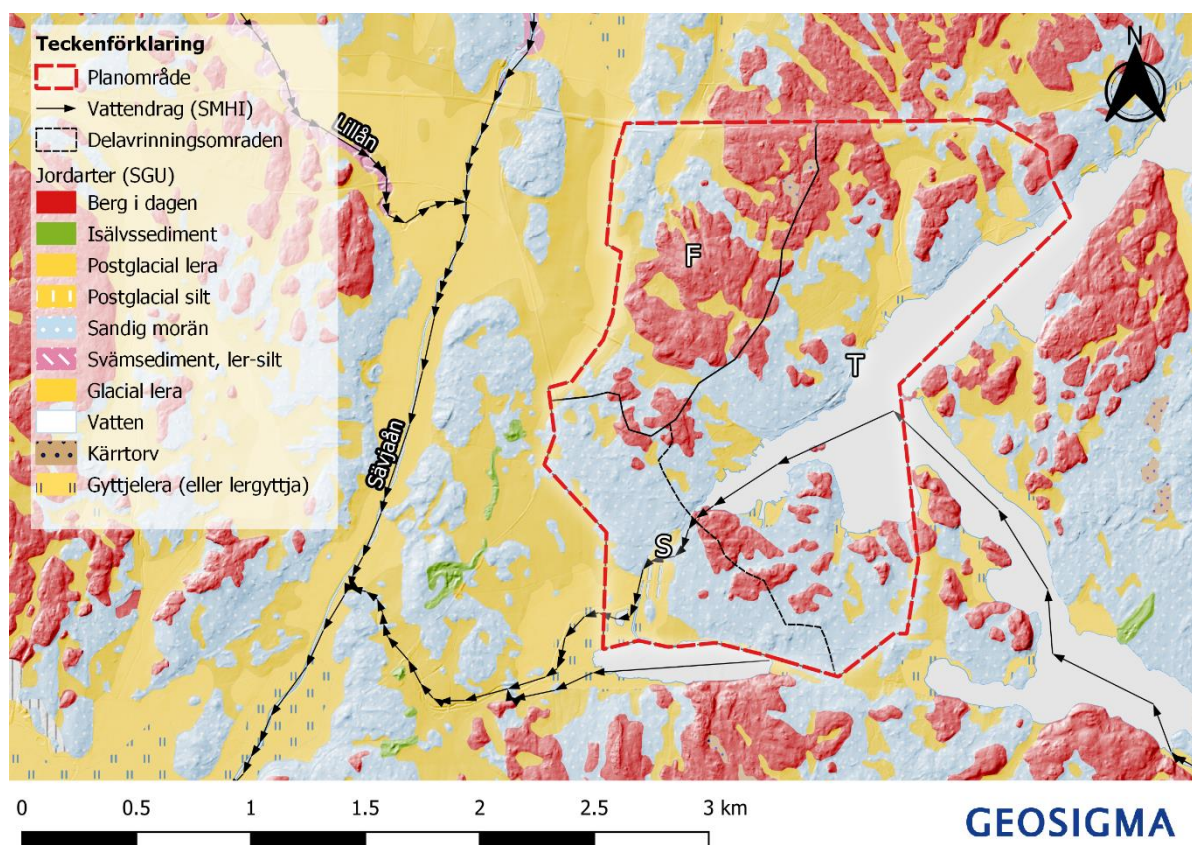 Teckenförklaring
Planområde
Vattendrag (SMHI)
Delavrinningsomraden
Jordarter (SGU)
Berg i dagen
Isälvssediment
Postglacial lera
Postglacial silt
Sandig morän
Svämsediment, ler-silt
Glacial lera
Vatten
Kärrtorv
Gyttjelera (eller lergyttja)
Lillån
Sävjaån
N
F
T
S
0 0.5 1 1.5 2 2.5 3 km
GEOSIGMA